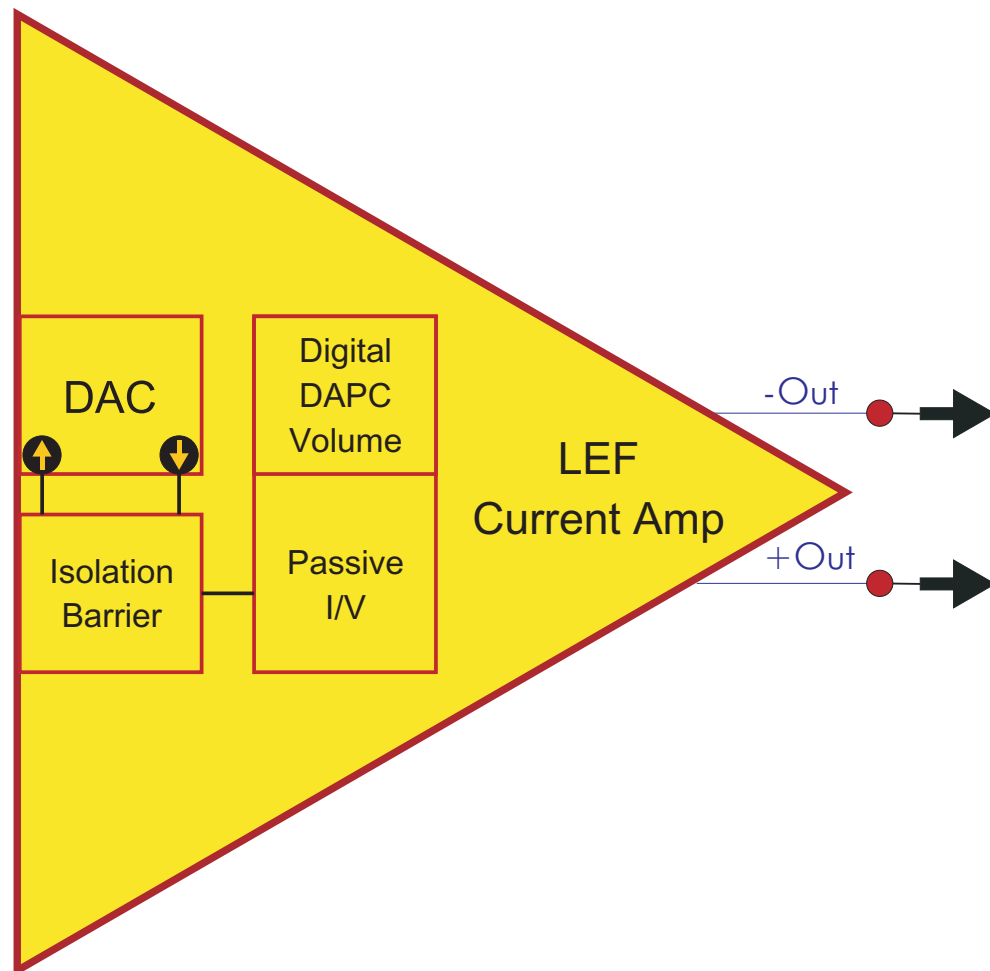 DAC
Isolation
Barrier
Digital
DAPC
Volume
Passive
I/V
LEF
Current Amp
-Out
+Out